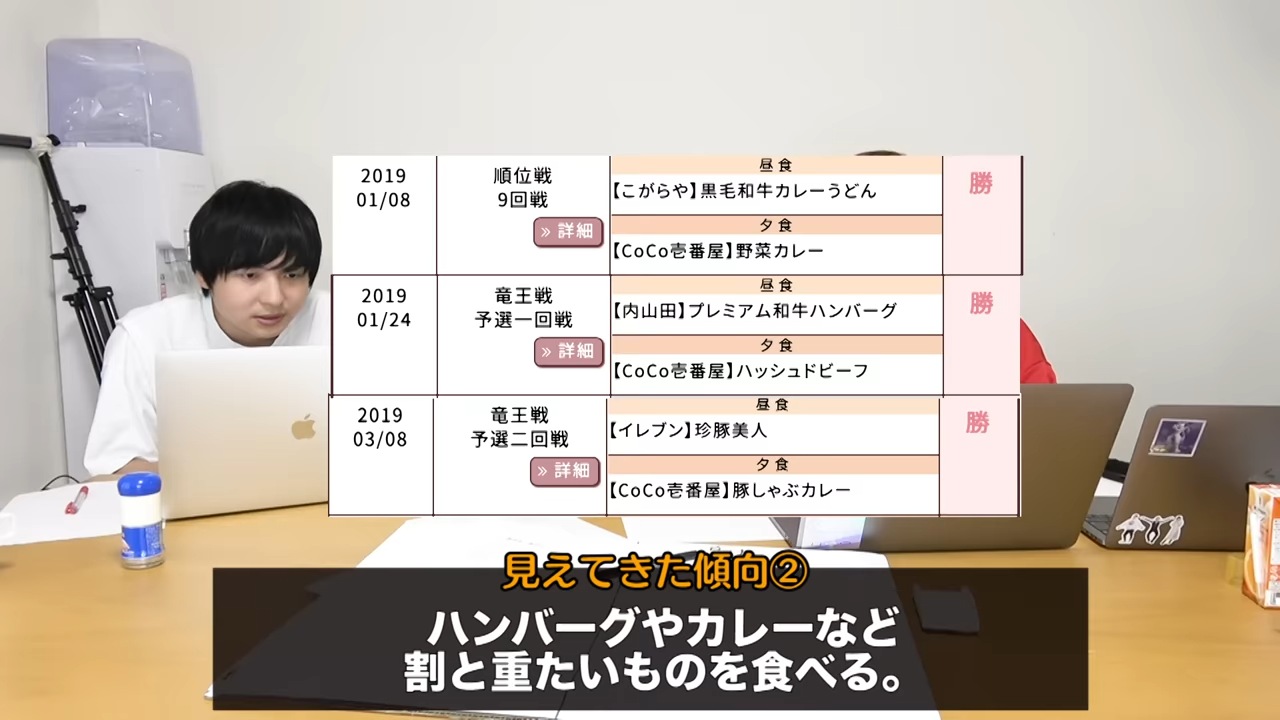 2019
01/08
順位戦
9回戦
» 詳細
昼食
【こがらや】黒毛和牛カレーうどん
夕食
【CoCo壱番屋】野菜カレー
勝
2019
01/24
竜王戦
予選一回戦
» 詳細
昼食
【内山田】プレミアム和牛ハンバーグ
夕食
【CoCo壱番屋】ハッシュドビーフ
勝
2019
03/08
竜王戦
予選二回戦
» 詳細
昼食
【イレブン】珍豚美人
夕食
【CoCo壱番屋】豚しゃぶカレー
勝
見えてきた傾向②
ハンバーグやカレーなど
割と重たいものを食べる。